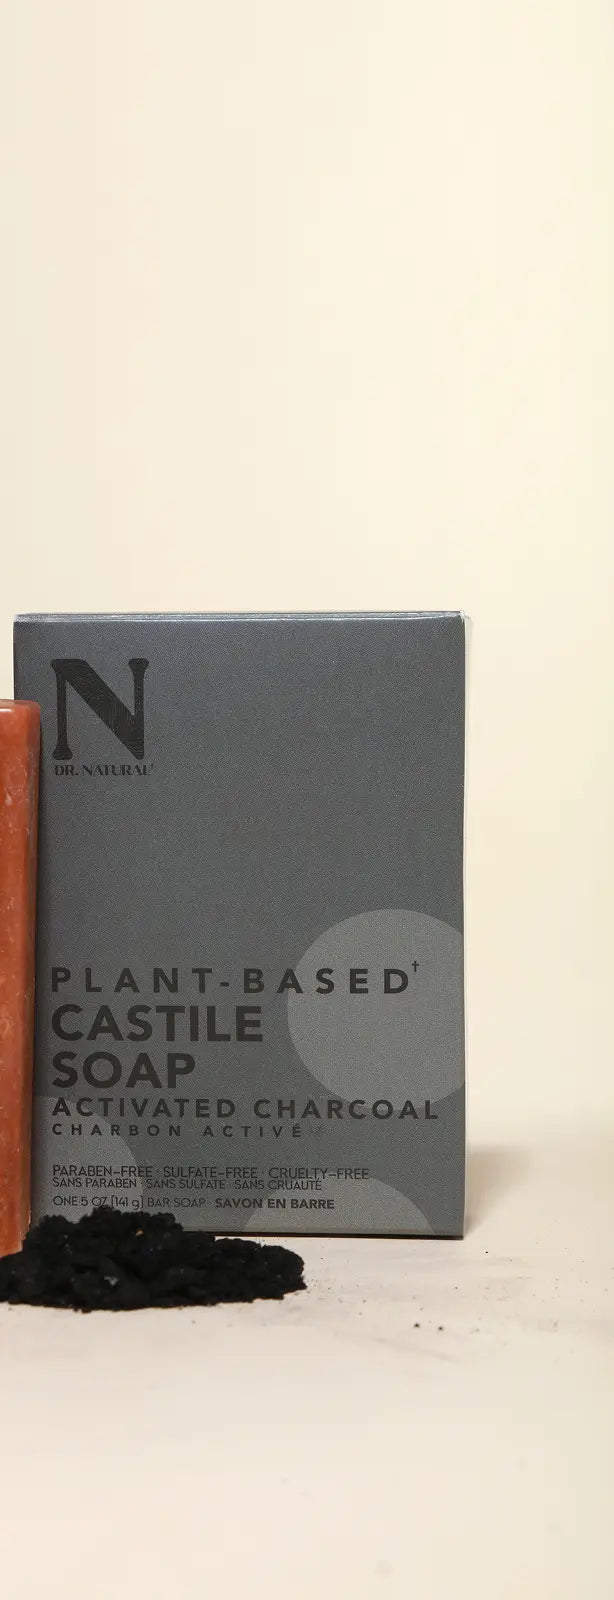 N
DR. NATURAL
PLANT-BASED†
CASTILE
SOAP
ACTIVATED CHARCOAL
CHARBON ACTIVÉ
PARABEN-FREE · SULFATE-FREE · CRUELTY-FREE
SANS PARABEN · SANS SULFATE · SANS CRUAUTÉ
ONE 5 OZ [141 g] BAR SOAP · SAVON EN BARRE